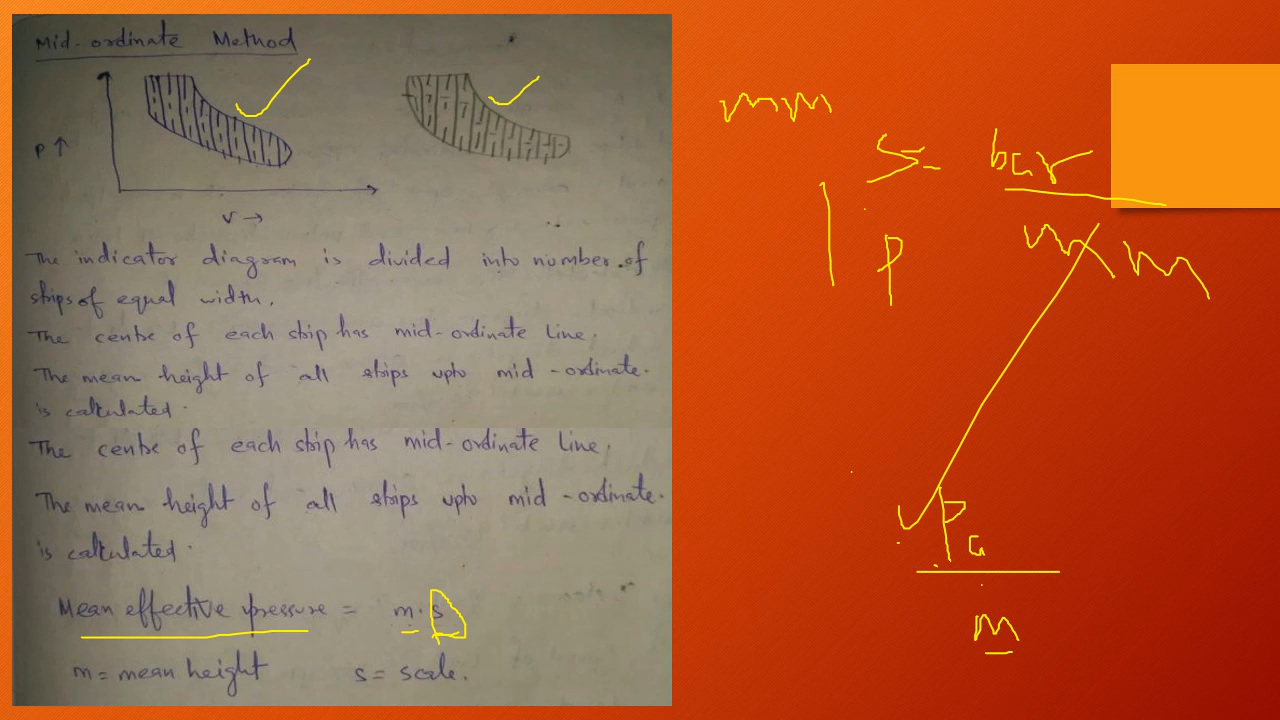 Mid-ordinate Method
P ↑
V →
The indicator diagram is divided into number of
strips of equal width.
The centre of each strip has mid-ordinate Line.
The mean height of all strips upto mid-ordinate.
is calculated.
The centre of each strip has mid-ordinate Line.
The mean height of all strips upto mid-ordinate.
is calculated.
Mean effective pressure = m.s
m = mean height s = scale.
mm
S = bar
P mm
Pa
m